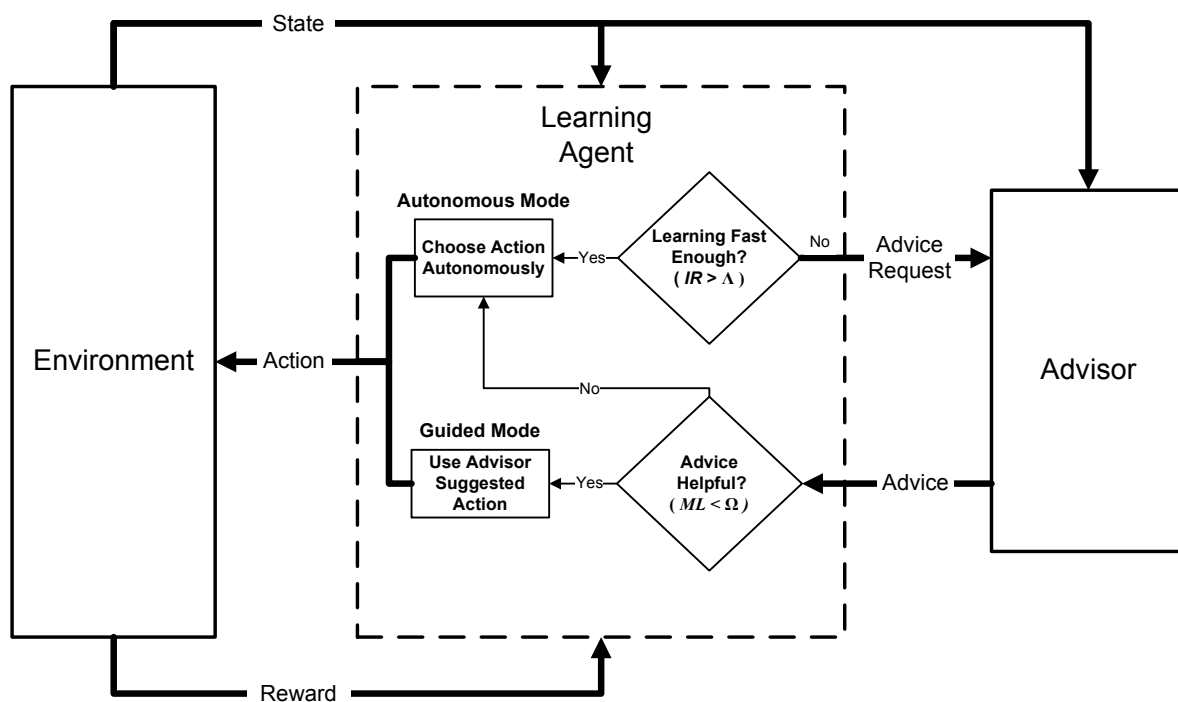 State
Learning
Agent
Autonomous Mode
Choose Action
Autonomously
Yes
Learning Fast
Enough?
( IR > Λ )
No
Advice
Request
Environment
Action
Advisor
No
Guided Mode
Use Advisor
Suggested
Action
Yes
Advice
Helpful?
( ML < Ω )
Advice
Reward